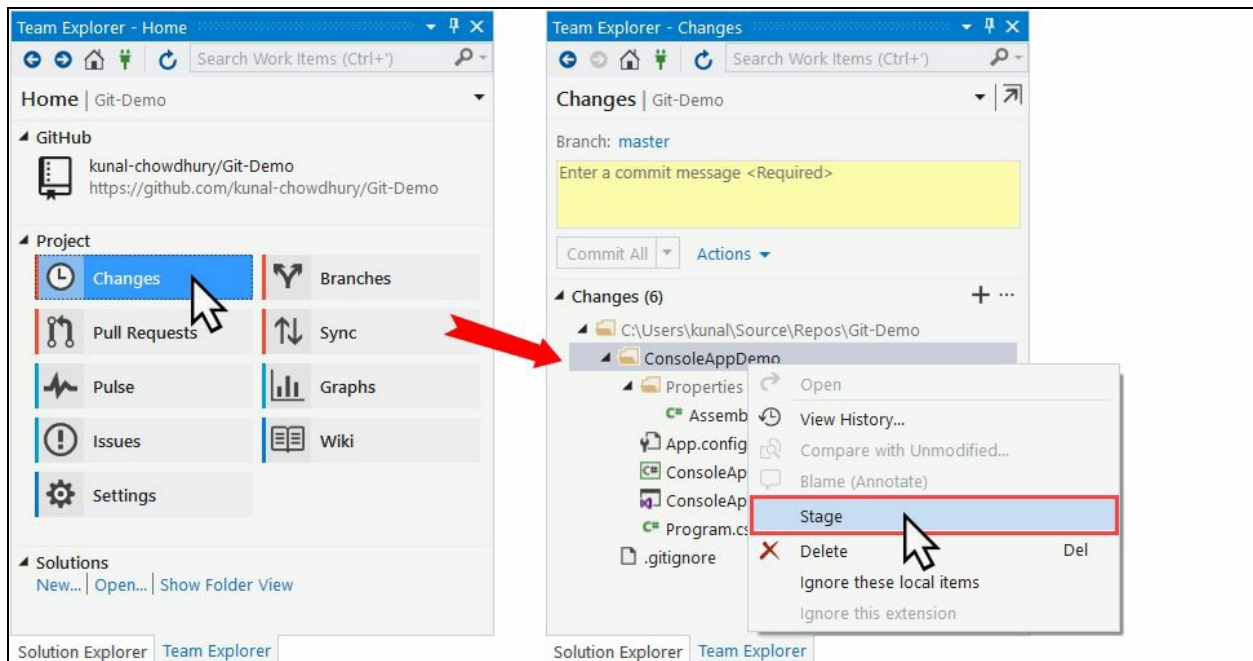 Team Explorer - Home
Search Work Items (Ctrl+')
Home | Git-Demo
GitHub
kunal-chowdhury/Git-Demo
https://github.com/kunal-chowdhury/Git-Demo
Project
Changes
Branches
Pull Requests
Sync
Pulse
Graphs
Issues
Wiki
Settings
Solutions
New... | Open... | Show Folder View
Solution Explorer Team Explorer
Team Explorer - Changes
Search Work Items (Ctrl+')
Changes | Git-Demo
Branch: master
Enter a commit message <Required>
Commit All Actions
Changes (6)
C:\Users\kunal\Source\Repos\Git-Demo
ConsoleAppDemo
Properties
C# Assemb
App.config
C# ConsoleAp
ConsoleAp
C# Program.cs
.gitignore
Open
View History...
Compare with Unmodified...
Blame (Annotate)
Stage
Delete Del
Ignore these local items
Ignore this extension
Solution Explorer Team Explorer